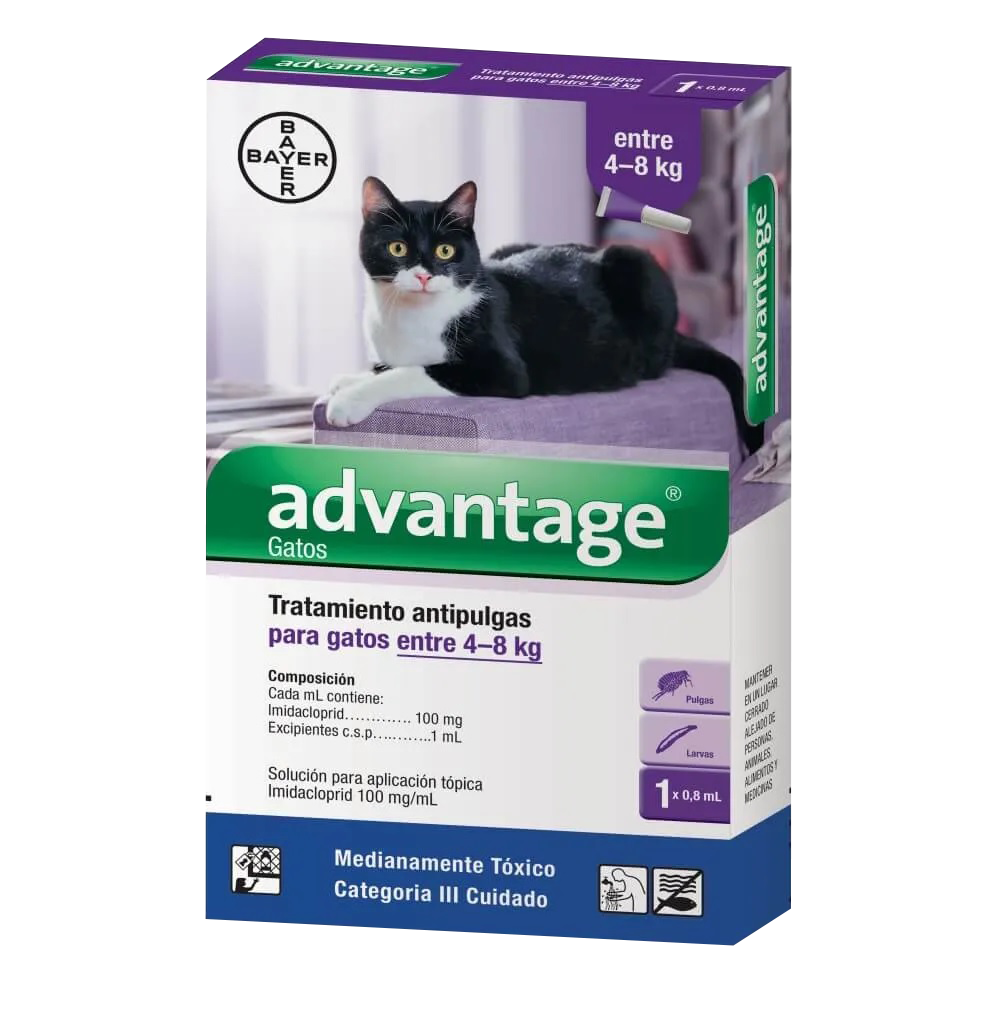 advantage
Tratamiento antipulgas
para gatos entre 4–8 kg
1 x 0,8 mL
BAYER
BAYER
entre
4–8 kg
advantage
advantage®
Gatos
Tratamiento antipulgas
para gatos entre 4–8 kg
Composición
Cada mL contiene:
Imidacloprid............. 100 mg
Excipientes c.s.p...........1 mL
Solución para aplicación tópica
Imidacloprid 100 mg/mL
Pulgas
Larvas
1 x 0,8 mL
MANTENER
EN UN LUGAR
CERRADO
ALEJADO DE
PERSONAS,
ANIMALES,
ALIMENTOS Y
MEDICINAS
Medianamente Tóxico
Categoria III Cuidado